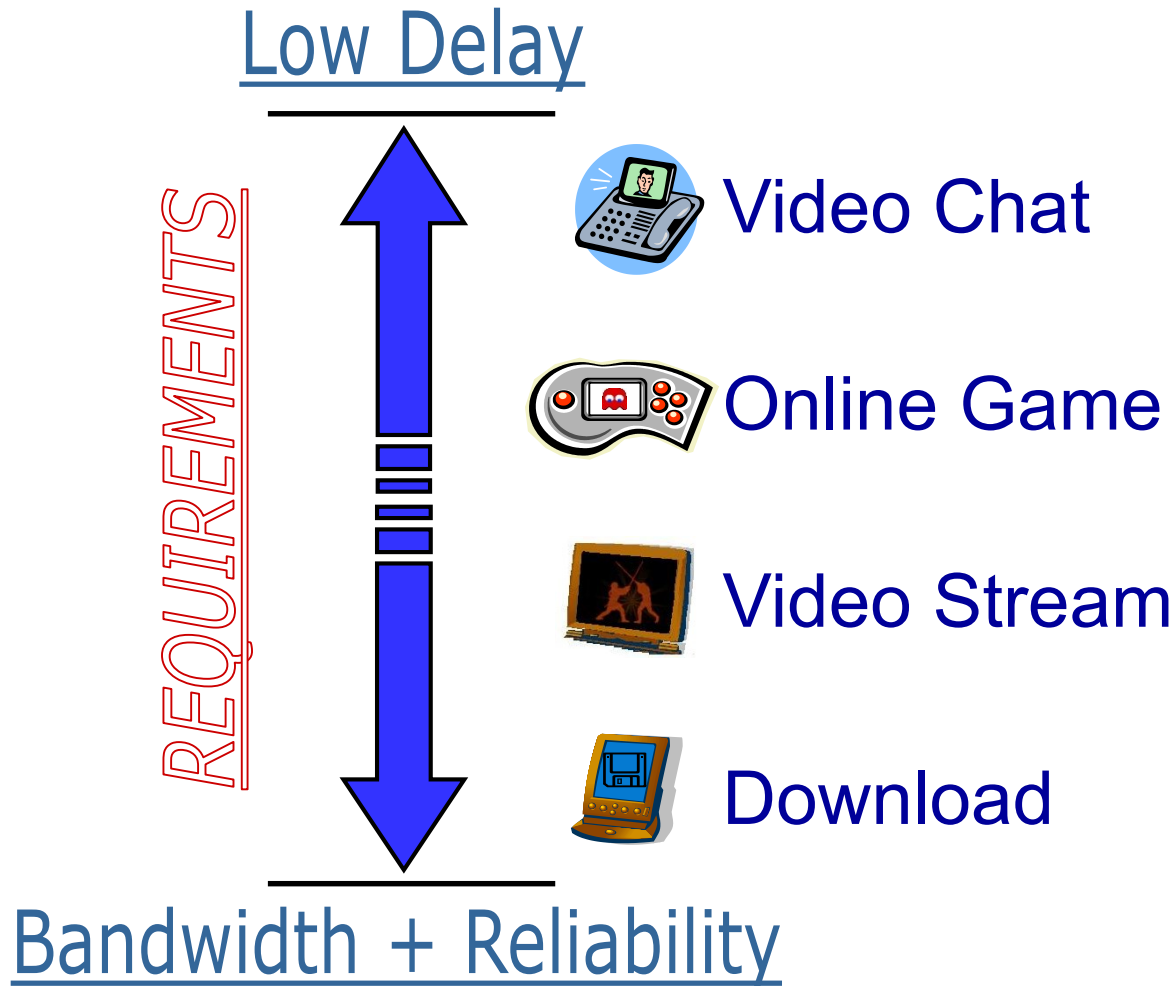 Low Delay
REQUIREMENTS
Video Chat
Online Game
Video Stream
Download
Bandwidth + Reliability